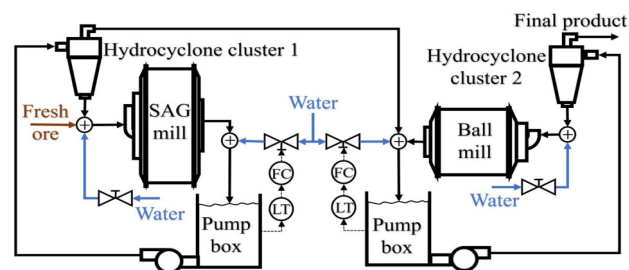 Final product
Hydrocyclone cluster 1
Hydrocyclone
cluster 2
SAG
mill
Water
Fresh
ore
Ball
mill
FC
FC
Water
Water
LT
LT
Pump
box
Pump
box